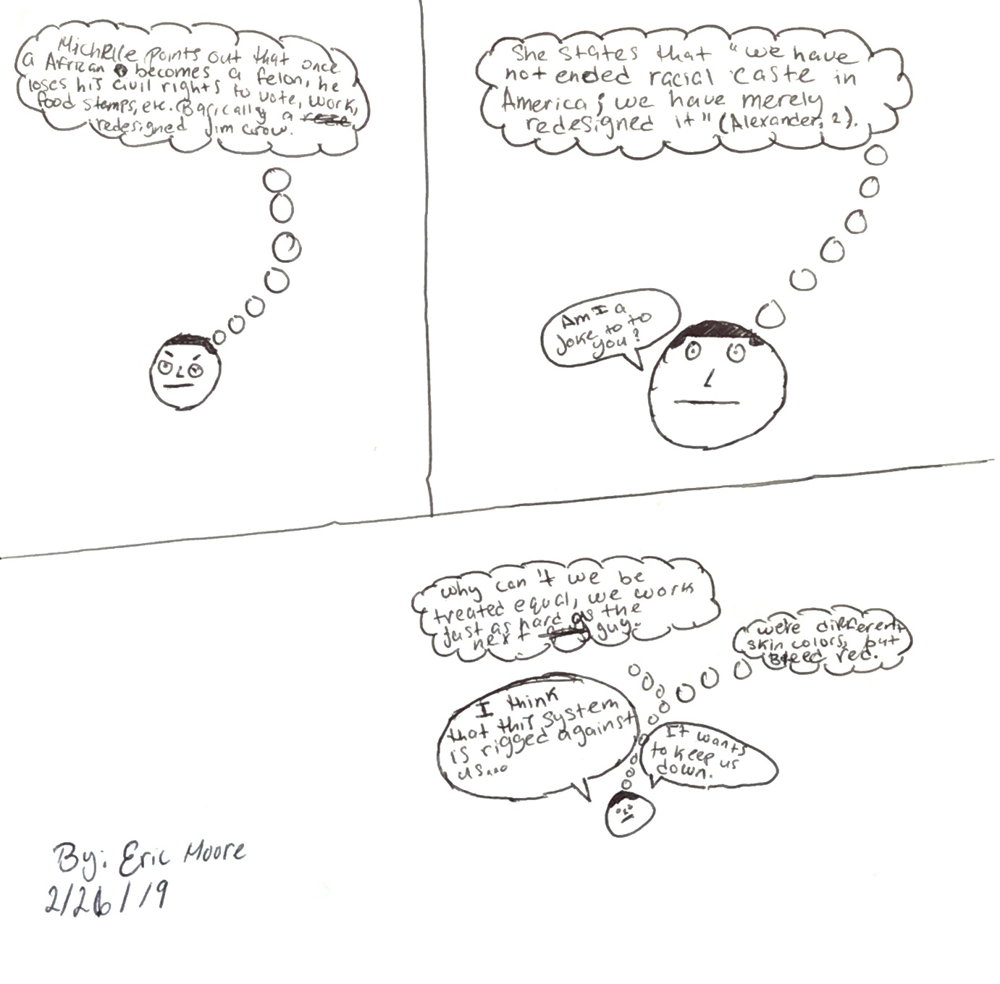 Michelle points out that once
a African becomes a felon, he
loses his civil rights to vote, work,
food stamps, etc. Basically a
redesigned Jim Crow.
She states that "we have
not ended racial caste in
America; we have merely
redesigned it" (Alexander, 2).
Am I a
Joke to to
you?
Why can't we be
treated equal, we work
Just as hard as the
next guy.
We're different
skin colors, but
Bleed red.
I think
that this system
is rigged against
us...
It wants
to keep us
down.
By: Eric Moore
2/26/19